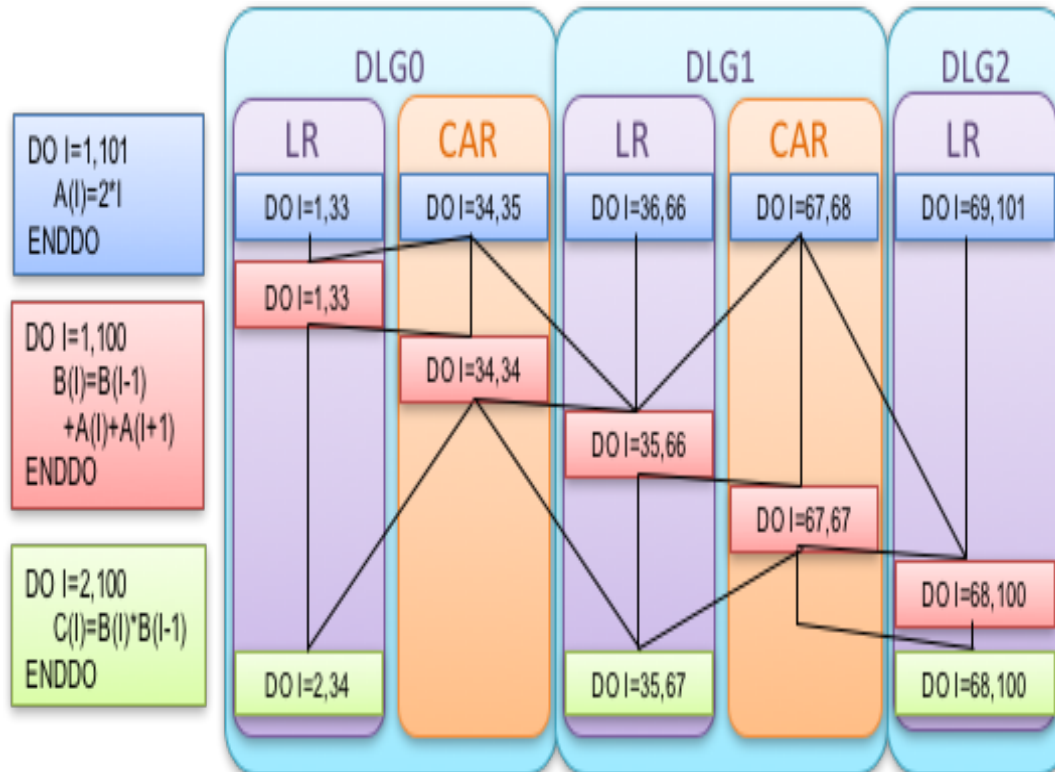 DLG0
DLG1
DLG2
LR
CAR
LR
CAR
LR
DO I=1,101
A(I)=2*I
ENDDO
DO I=1,33
DO I=34,35
DO I=36,66
DO I=67,68
DO I=69,101
DO I=1,100
B(I)=B(I-1)
+A(I)+A(I+1)
ENDDO
DO I=1,33
DO I=34,34
DO I=35,66
DO I=67,67
DO I=68,100
DO I=2,100
C(I)=B(I)*B(I-1)
ENDDO
DO I=2,34
DO I=35,67
DO I=68,100